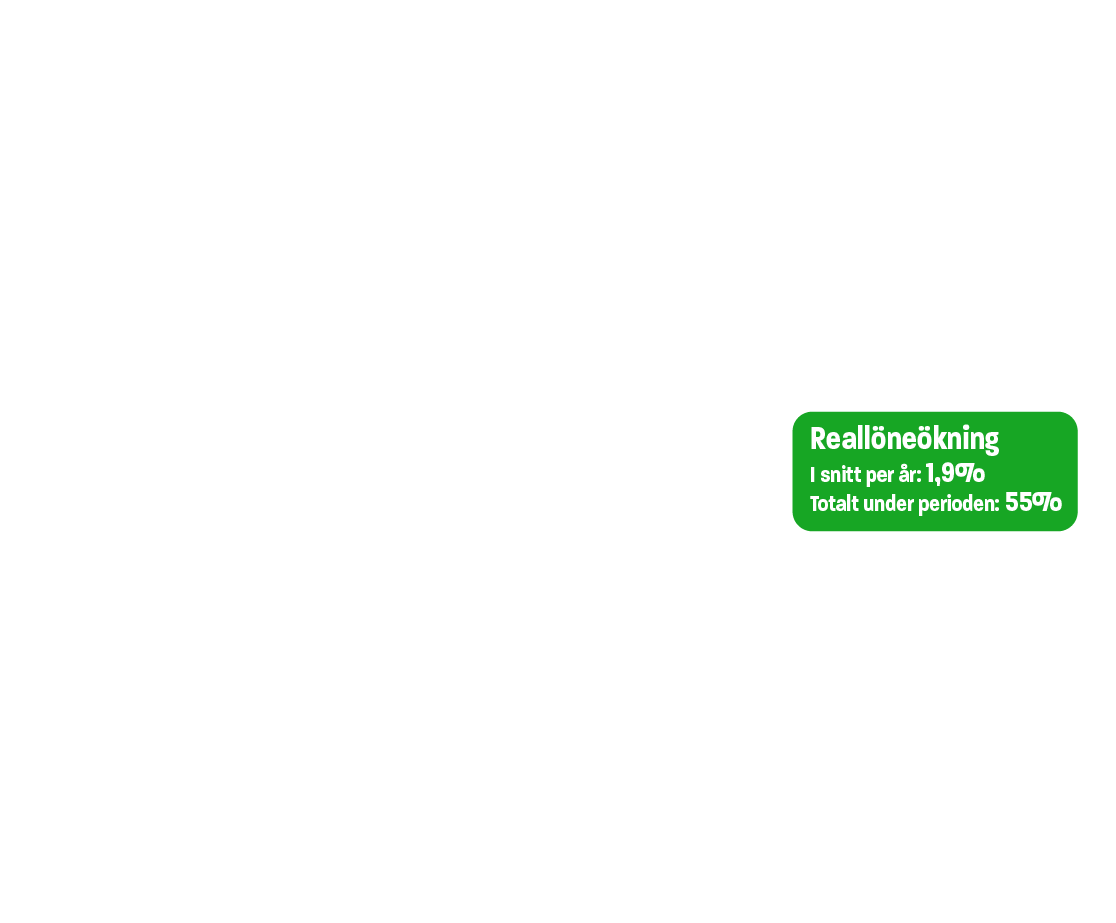 Reallöneökning
I snitt per år: 1,9%
Totalt under perioden: 55%